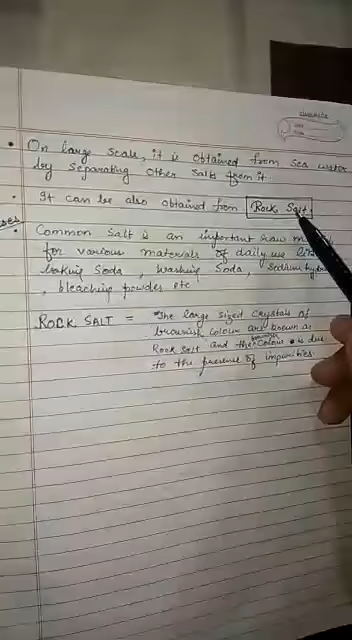 • On large scale, it is obtained from sea water
by separating other salts from it.
• It can be also obtained from Rock Salt
• Common Salt is an important raw
for various materials of daily use
baking Soda, washing Soda, Sodium
, bleaching powder etc
ROCK SALT = "The large sized crystals of
brownish colour are known as
Rock salt and the brownish colour is due
to the presence of impurities.